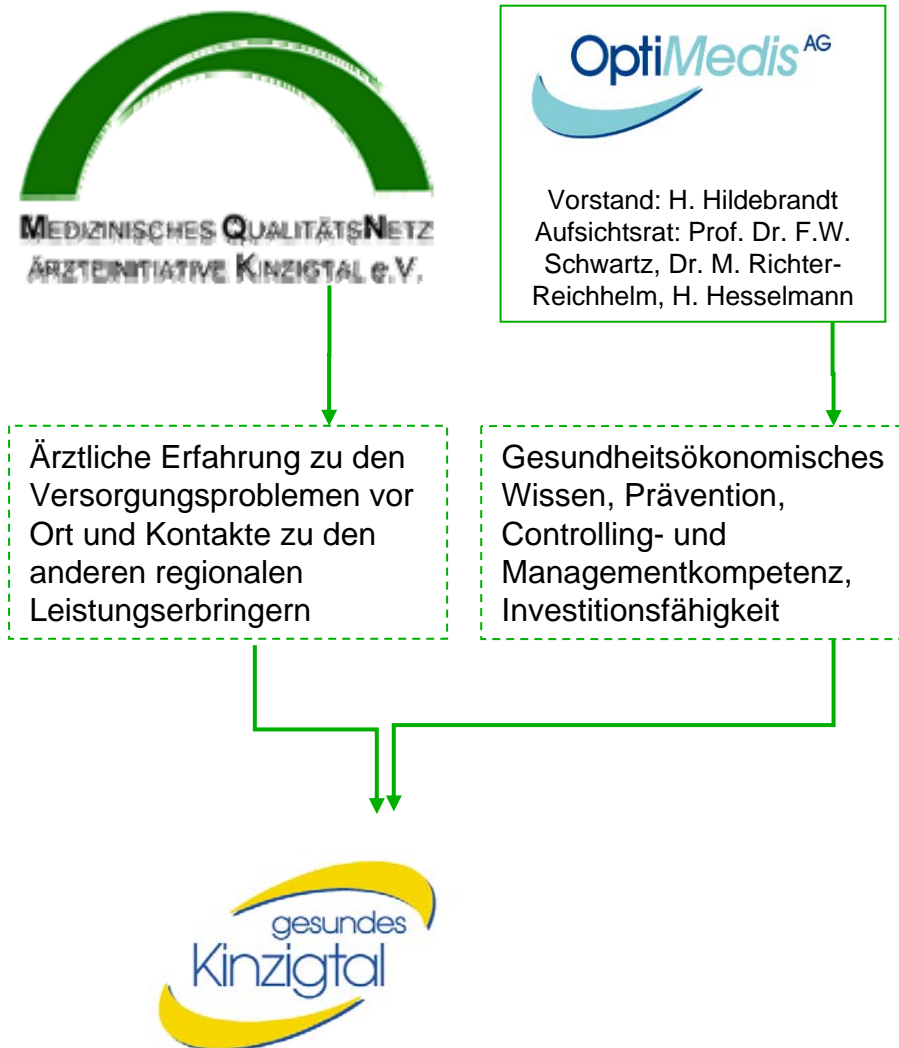 MEDIZINISCHES QUALITÄTSNETZ
ÄRZTEINITIATIVE KINZIGTAL e.V.
OptiMedis AG
Vorstand: H. Hildebrandt
Aufsichtsrat: Prof. Dr. F.W.
Schwartz, Dr. M. Richter-
Reichhelm, H. Hesselmann
Ärztliche Erfahrung zu den
Versorgungsproblemen vor
Ort und Kontakte zu den
anderen regionalen
Leistungserbringern
Gesundheitsökonomisches
Wissen, Prävention,
Controlling- und
Managementkompetenz,
Investitionsfähigkeit
gesundes
Kinzigtal